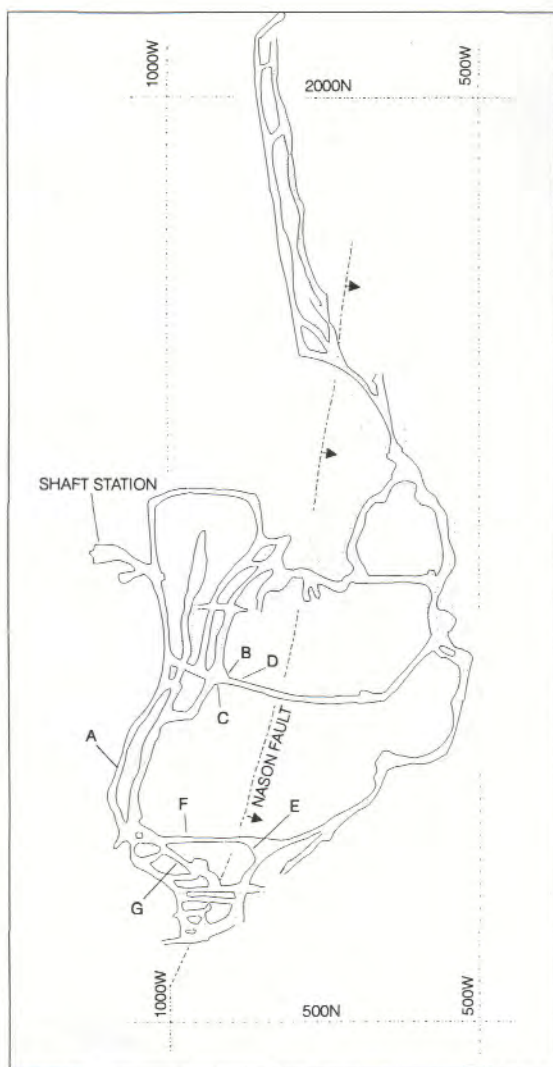 1000W
500W
2000N
SHAFT STATION
B
D
C
A
NASON FAULT
F
E
G
1000W
500N
500W